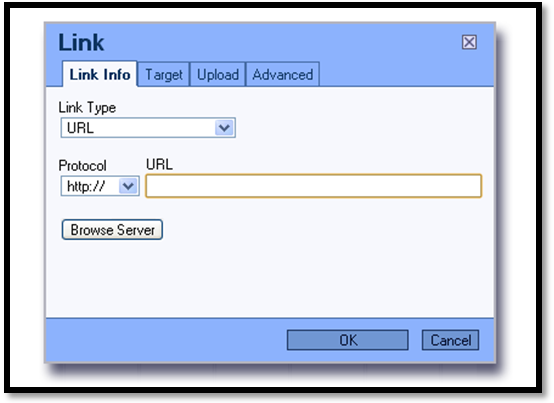 Link
Link Info Target Upload Advanced
Link Type
URL
Protocol URL
http://
Browse Server
OK Cancel